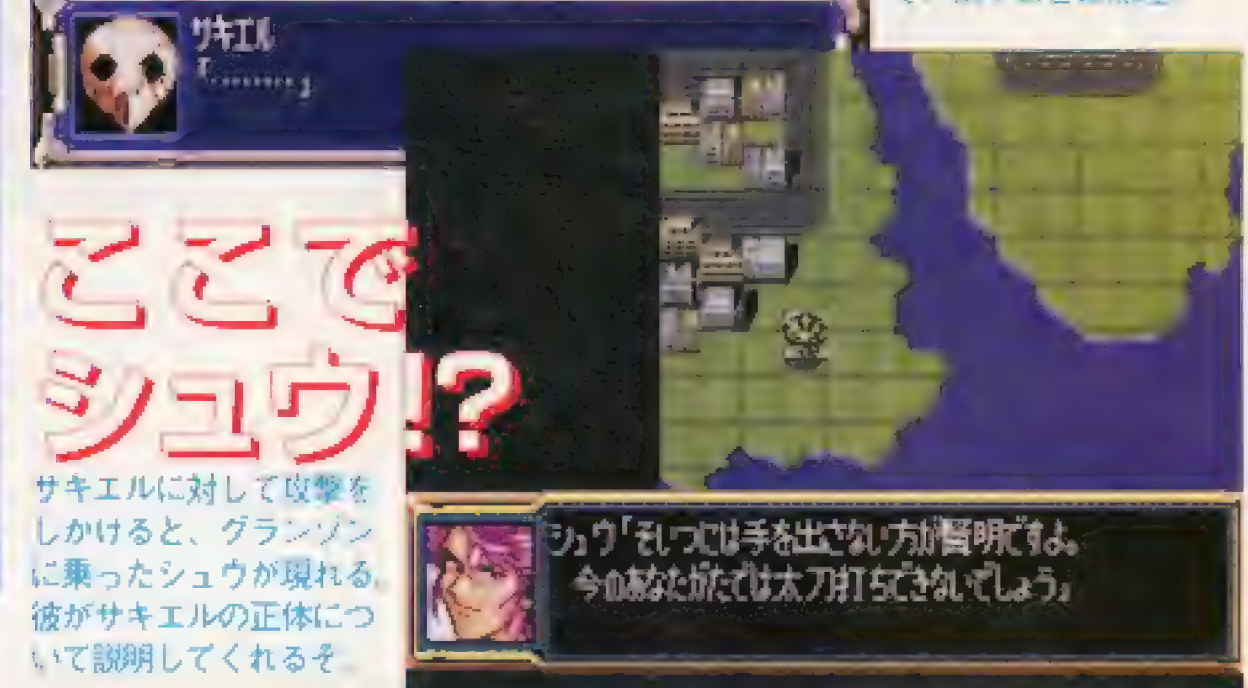 サキエル
「………」
ここで
シュウ!?
サキエルに対して攻撃を
しかけると、グランゾン
に乗ったシュウが現れる。
彼がサキエルの正体につ
いて説明してくれるぞ
シュウ「そいつには手を出さない方が賢明ですよ。
今のあなたがたでは太刀打ちできないでしょう」